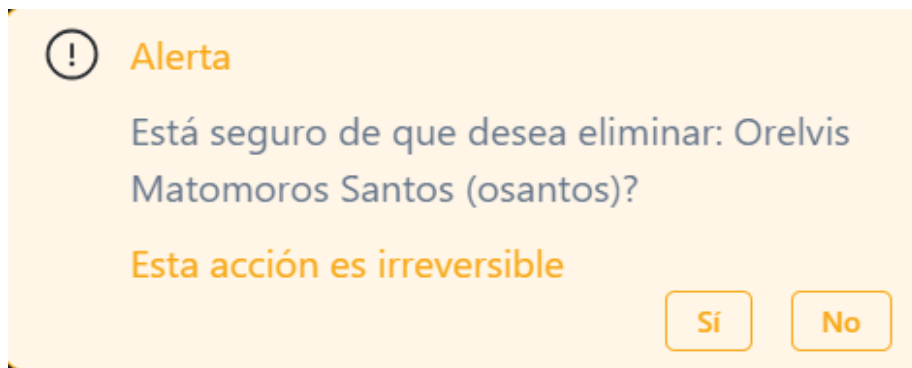 Alerta
Está seguro de que desea eliminar: Orelvis
Matomoros Santos (osantos)?
Esta acción es irreversible
Sí No